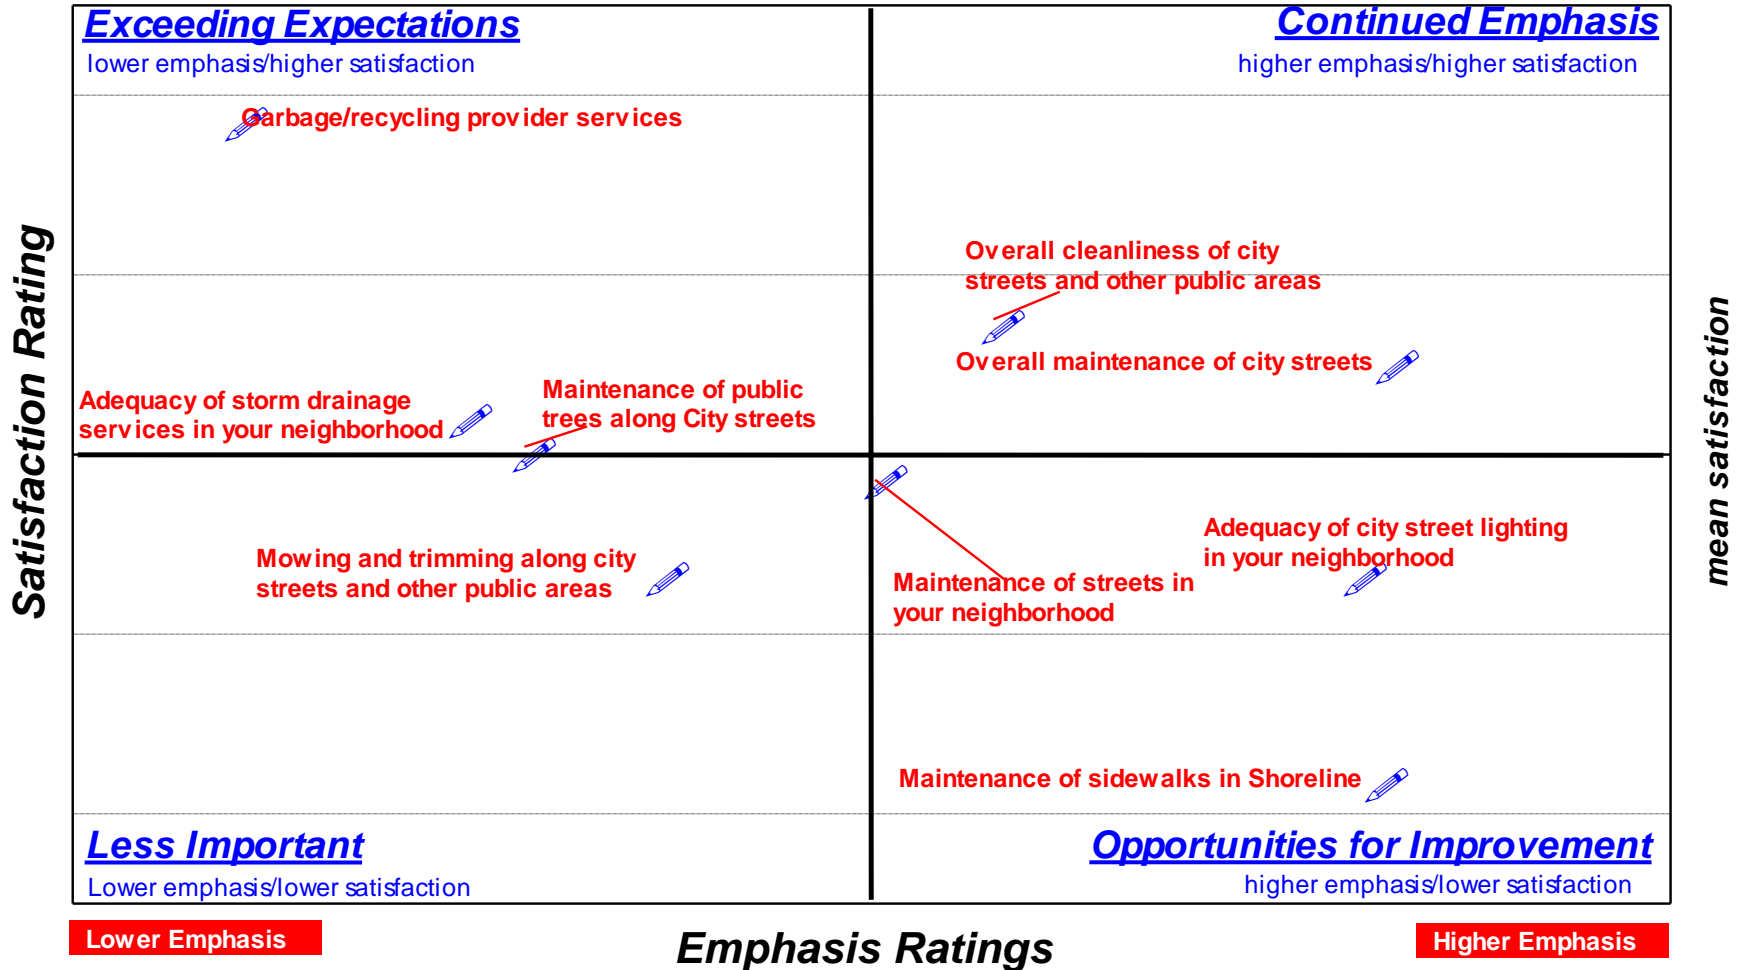 Exceeding Expectations
lower emphasis/higher satisfaction
Continued Emphasis
higher emphasis/higher satisfaction
Garbage/recycling provider services
Overall cleanliness of city
streets and other public areas
Overall maintenance of city streets
Adequacy of storm drainage
services in your neighborhood
Maintenance of public
trees along City streets
Satisfaction Rating
mean satisfaction
Mowing and trimming along city
streets and other public areas
Maintenance of streets in
your neighborhood
Adequacy of city street lighting
in your neighborhood
Maintenance of sidewalks in Shoreline
Less Important
Lower emphasis/lower satisfaction
Opportunities for Improvement
higher emphasis/lower satisfaction
Lower Emphasis
Emphasis Ratings
Higher Emphasis